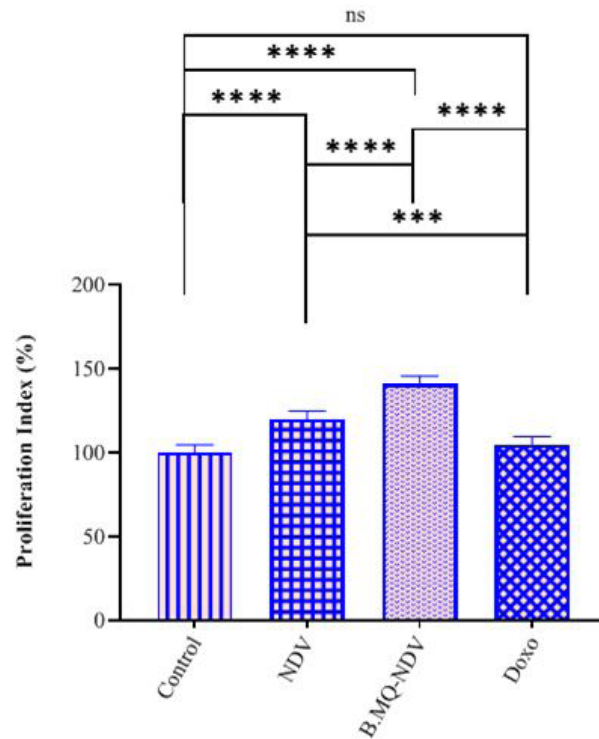 ns
****
****
****
****
***
200
150
100
50
0
Proliferation Index (%)
Control
NDV
B.MQ-NDV
Doxo